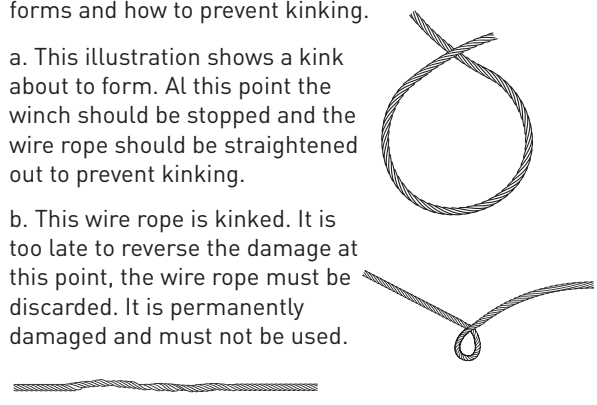 forms and how to prevent kinking.
a. This illustration shows a kink
about to form. Al this point the
winch should be stopped and the
wire rope should be straightened
out to prevent kinking.
b. This wire rope is kinked. It is
too late to reverse the damage at
this point, the wire rope must be
discarded. It is permanently
damaged and must not be used.